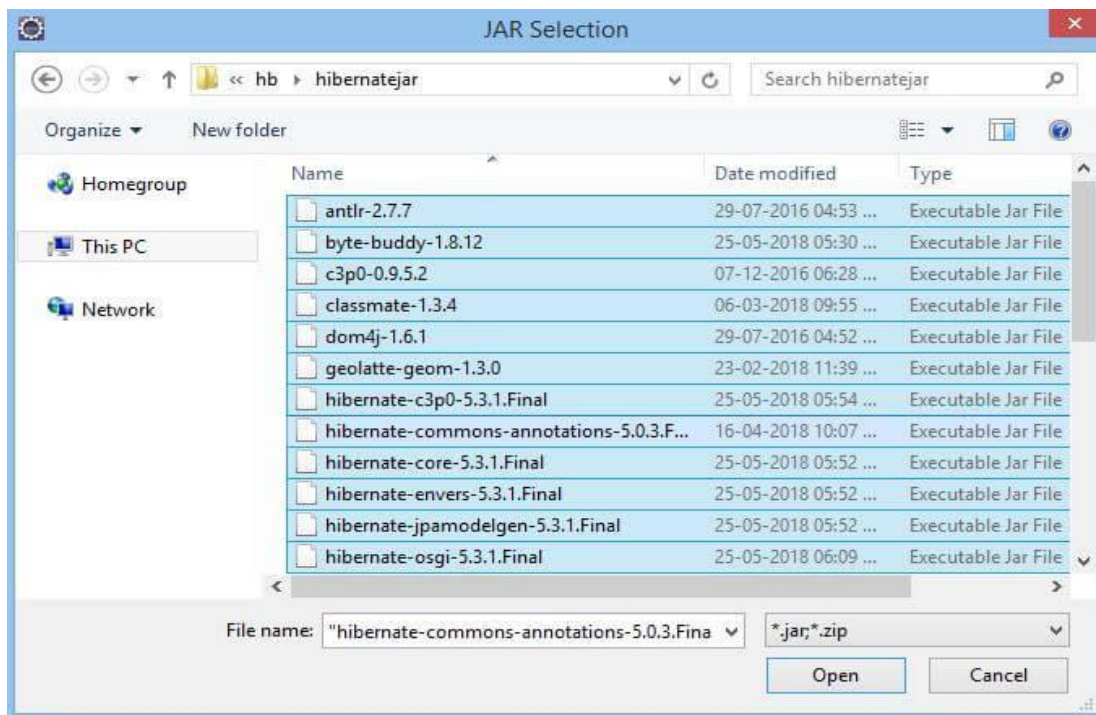 JAR Selection
« hb hibernatejar
Search hibernatejar
Organize New folder
Name Date modified Type
Homegroup
This PC
Network
antlr-2.7.7 29-07-2016 04:53 ... Executable Jar File
byte-buddy-1.8.12 25-05-2018 05:30 ... Executable Jar File
c3p0-0.9.5.2 07-12-2016 06:28 ... Executable Jar File
classmate-1.3.4 06-03-2018 09:55 ... Executable Jar File
dom4j-1.6.1 29-07-2016 04:52 ... Executable Jar File
geolatte-geom-1.3.0 23-02-2018 11:39 ... Executable Jar File
hibernate-c3p0-5.3.1.Final 25-05-2018 05:54 ... Executable Jar File
hibernate-commons-annotations-5.0.3.F... 16-04-2018 10:07 ... Executable Jar File
hibernate-core-5.3.1.Final 25-05-2018 05:52 ... Executable Jar File
hibernate-envers-5.3.1.Final 25-05-2018 05:52 ... Executable Jar File
hibernate-jpamodelgen-5.3.1.Final 25-05-2018 05:52 ... Executable Jar File
hibernate-osgi-5.3.1.Final 25-05-2018 06:09 ... Executable Jar File
File name: "hibernate-commons-annotations-5.0.3.Fina *.jar;*.zip
Open Cancel